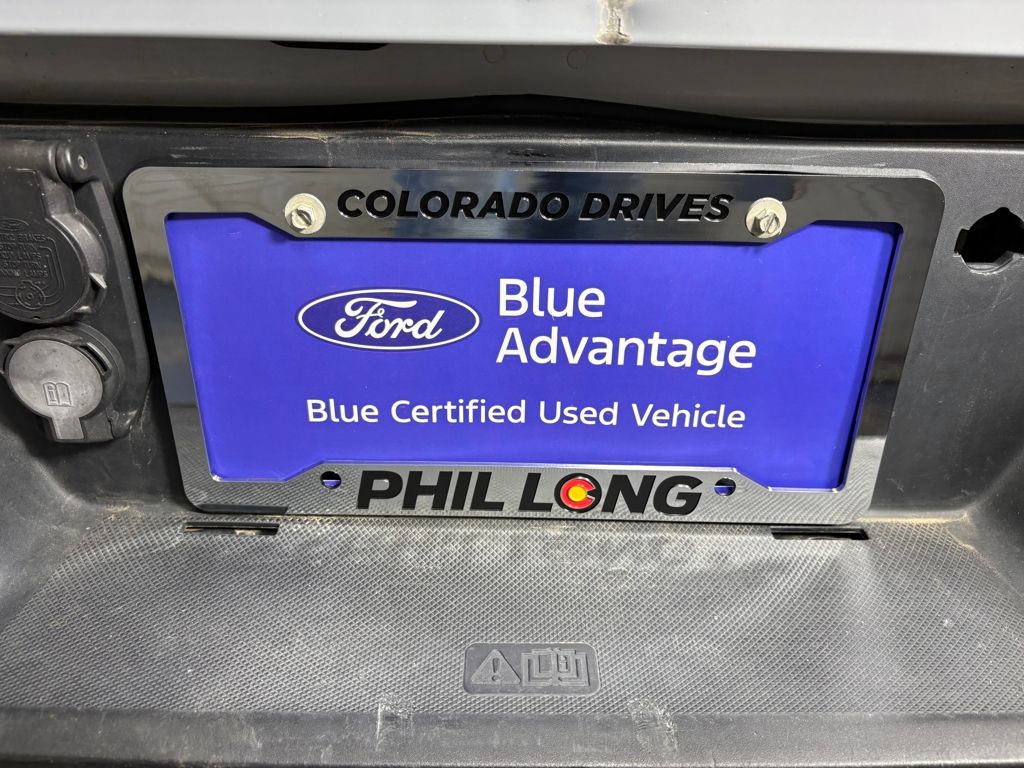 COLORADO DRIVES
Ford
Blue
Advantage
Blue Certified Used Vehicle
PHIL LONG